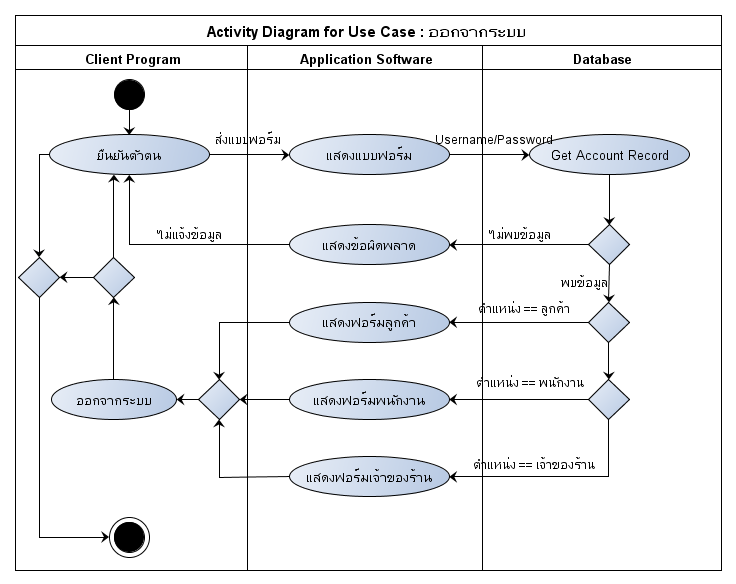 Activity Diagram for Use Case : ออกจากระบบ
Client Program
Application Software
Database
ส่งแบบฟอร์ม
Username/Password
ยืนยันตัวตน
แสดงแบบฟอร์ม
Get Account Record
ไม่แจ้งข้อมูล
ไม่พบข้อมูล
แสดงข้อผิดพลาด
พบข้อมูล
ตำแหน่ง == ลูกค้า
แสดงฟอร์มลูกค้า
ตำแหน่ง == พนักงาน
ออกจากระบบ
แสดงฟอร์มพนักงาน
ตำแหน่ง == เจ้าของร้าน
แสดงฟอร์มเจ้าของร้าน